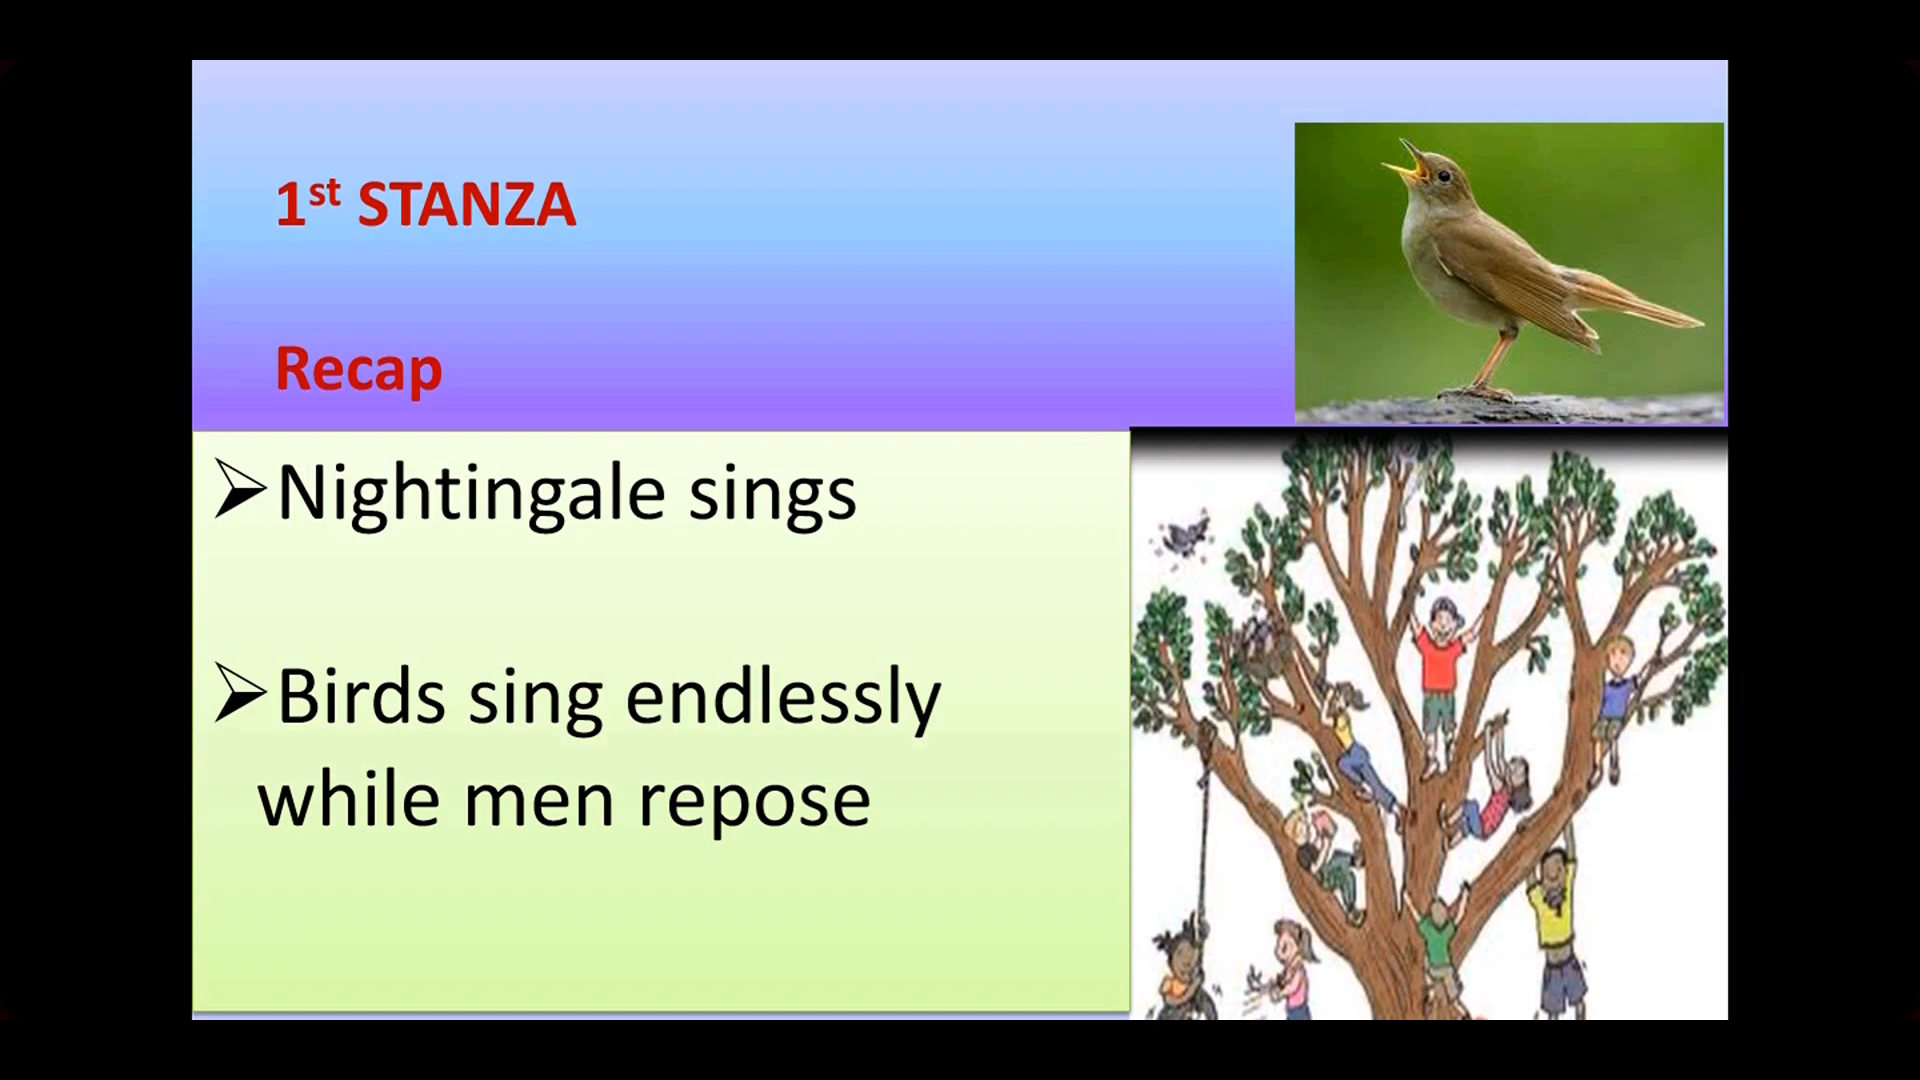 1st STANZA
Recap
➢Nightingale sings
➢Birds sing endlessly
while men repose